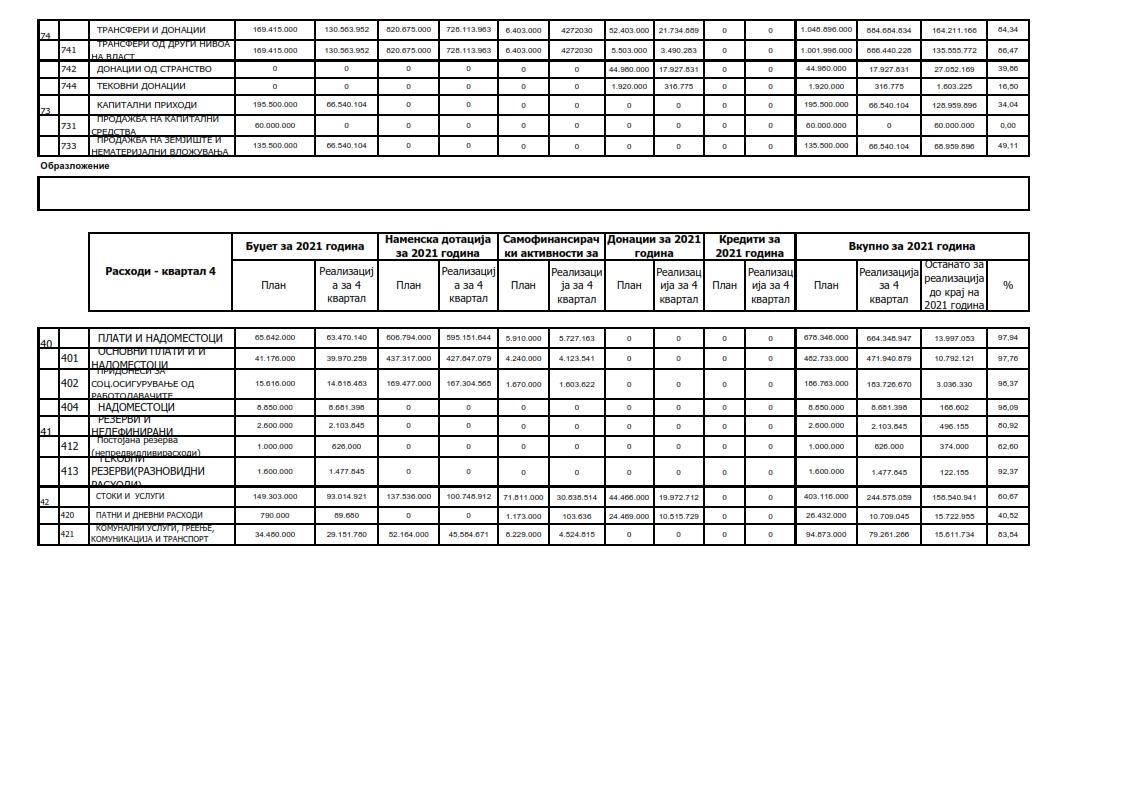 74 ТРАНСФЕРИ И ДОНАЦИИ 169.415.000 130.563.952 820.675.000 728.113.963 6.403.000 4272030 52.403.000 21.734.889 0 0 1.048.896.000 884.684.834 164.211.166 84,34
741 ТРАНСФЕРИ ОД ДРУГИ НИВОА НА ВЛАСТ 169.415.000 130.563.952 820.675.000 728.113.963 6.403.000 4272030 5.503.000 3.490.283 0 0 1.001.996.000 866.440.228 135.555.772 86,47
742 ДОНАЦИИ ОД СТРАНСТВО 0 0 0 0 0 0 44.980.000 17.927.831 0 0 44.980.000 17.927.831 27.052.169 39,86
744 ТЕКОВНИ ДОНАЦИИ 0 0 0 0 0 0 1.920.000 316.775 0 0 1.920.000 316.775 1.603.225 16,50
73 КАПИТАЛНИ ПРИХОДИ 195.500.000 66.540.104 0 0 0 0 0 0 0 0 195.500.000 66.540.104 128.959.896 34,04
731 ПРОДАЖБА НА КАПИТАЛНИ СРЕДСТВА 60.000.000 0 0 0 0 0 0 0 0 0 60.000.000 0 60.000.000 0,00
733 ПРОДАЖБА НА ЗЕМЈИШТЕ И НЕМАТЕРИЈАЛНИ ВЛОЖУВАЊА 135.500.000 66.540.104 0 0 0 0 0 0 0 0 135.500.000 66.540.104 68.959.896 49,11
Образложение
Расходи - квартал 4
Буџет за 2021 година
Наменска дотација за 2021 година
Самофинансирач ки активности за
Донации за 2021 година
Кредити за 2021 година
Вкупно за 2021 година
План Реализациј а за 4 квартал План Реализациј а за 4 квартал План Реализаци ја за 4 квартал План Реализац ија за 4 квартал План Реализац ија за 4 квартал План Реализација за 4 квартал Останато за реализација до крај на 2021 година %
40 ПЛАТИ И НАДОМЕСТОЦИ 65.642.000 63.470.140 606.794.000 595.151.644 5.910.000 5.727.163 0 0 0 0 678.346.000 664.348.947 13.997.053 97,94
401 ОСНОВНИ ПЛАТИ И И НАДОМЕСТОЦИ 41.176.000 39.970.259 437.317.000 427.847.079 4.240.000 4.123.541 0 0 0 0 482.733.000 471.940.879 10.792.121 97,76
402 ПРИДОНЕСИ ЗА СОЦ.ОСИГУРУВАЊЕ ОД РАБОТОДАВАЧИТЕ 15.616.000 14.818.483 169.477.000 167.304.565 1.670.000 1.603.622 0 0 0 0 186.763.000 183.726.670 3.036.330 98,37
404 НАДОМЕСТОЦИ 8.850.000 8.681.398 0 0 0 0 0 0 0 0 8.850.000 8.681.398 168.602 98,09
41 РЕЗЕРВИ И НЕДЕФИНИРАНИ 2.600.000 2.103.845 0 0 0 0 0 0 0 0 2.600.000 2.103.845 496.155 80,92
412 Постојана резерва (непредвидливирасходи) 1.000.000 626.000 0 0 0 0 0 0 0 0 1.000.000 626.000 374.000 62,60
413 ТЕКОВНИ РЕЗЕРВИ(РАЗНОВИДНИ РАСХОДИ) 1.600.000 1.477.845 0 0 0 0 0 0 0 0 1.600.000 1.477.845 122.155 92,37
42 СТОКИ И УСЛУГИ 149.303.000 93.014.921 137.536.000 100.748.912 71.811.000 30.838.514 44.466.000 19.972.712 0 0 403.116.000 244.575.059 158.540.941 60,67
420 ПАТНИ И ДНЕВНИ РАСХОДИ 790.000 89.680 0 0 1.173.000 103.636 24.469.000 10.515.729 0 0 26.432.000 10.709.045 15.722.955 40,52
421 КОМУНАЛНИ УСЛУГИ, ГРЕЕЊЕ, КОМУНИКАЦИЈА И ТРАНСПОРТ 34.480.000 29.151.780 52.164.000 45.584.671 8.229.000 4.524.815 0 0 0 0 94.873.000 79.261.266 15.611.734 83,54